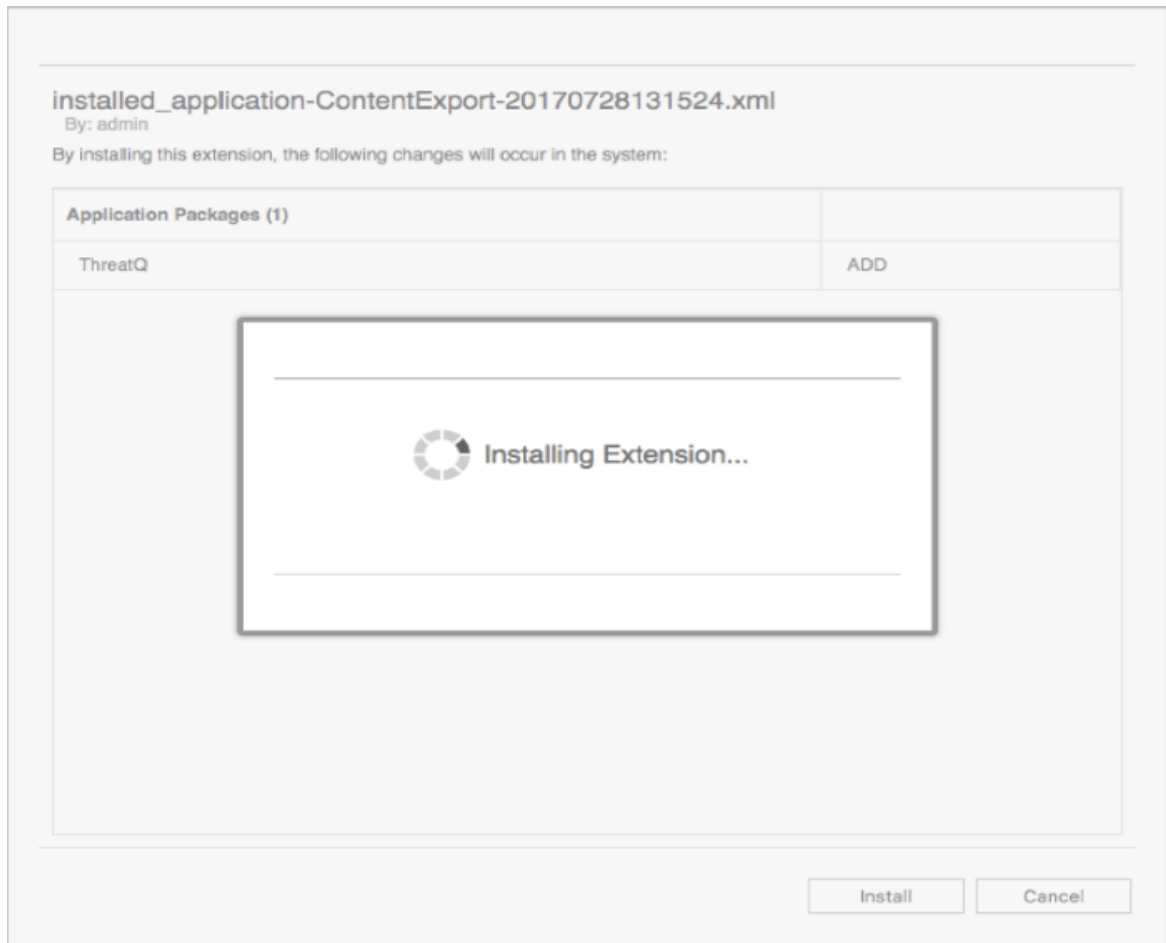 installed_application-ContentExport-20170728131524.xml
By: admin
By installing this extension, the following changes will occur in the system:
Application Packages (1)
ThreatQ ADD
Installing Extension...
Install Cancel